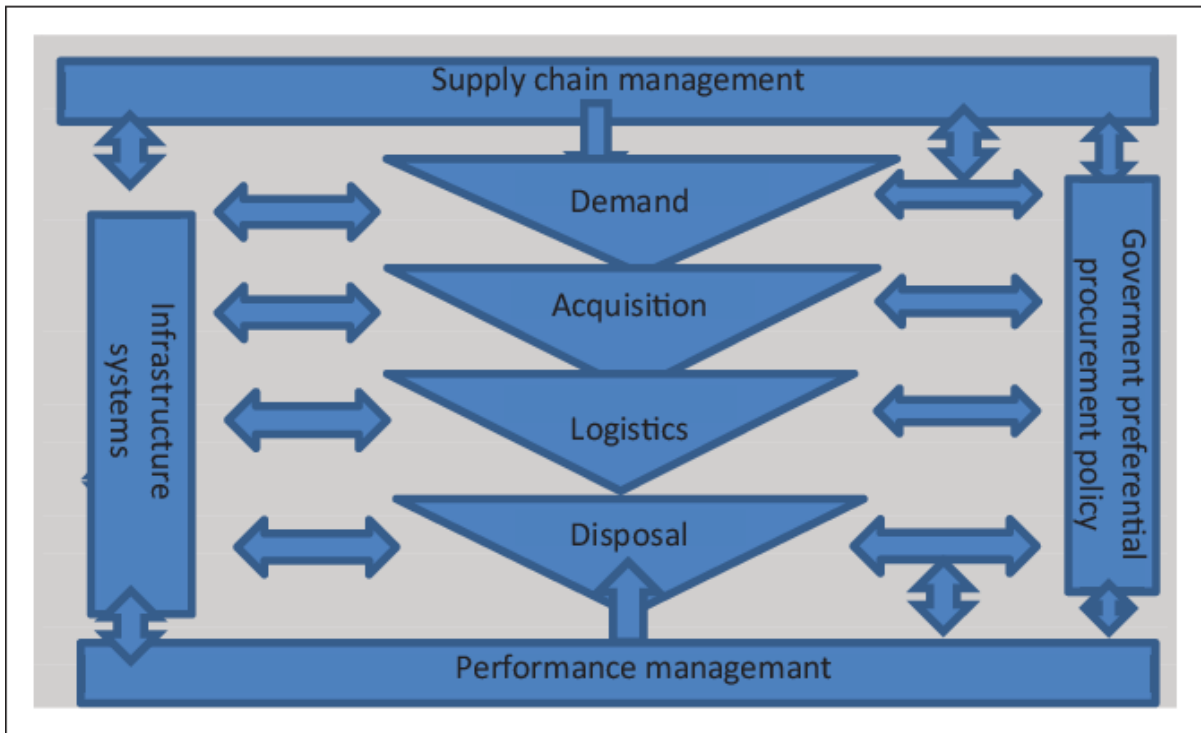 Supply chain management
Demand
Acquisition
Logistics
Disposal
Infrastructure
systems
Goverment preferential
procurement policy
Performance managemant